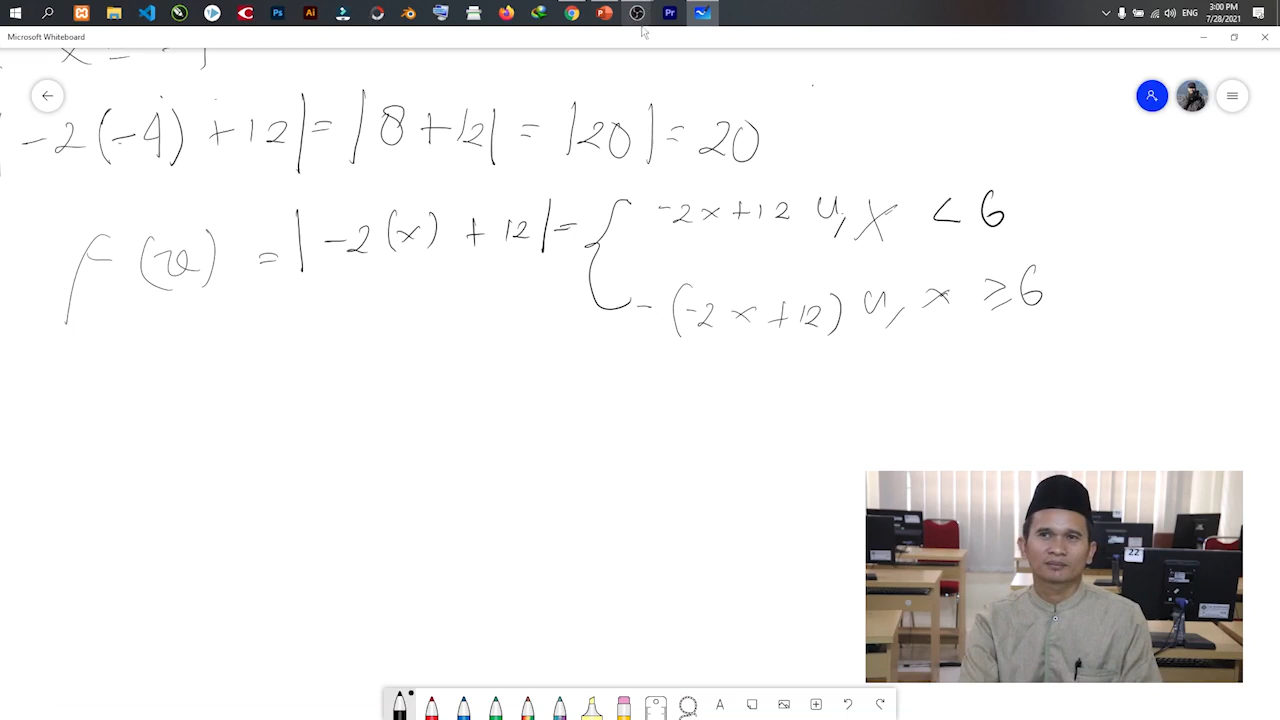 3:00 PM
ENG
7/28/2021
Microsoft Whiteboard
-2(-4) + 12| = |8 + 12| = |20| = 20
f(x) = |-2(x) + 12| = { -2x + 12 u, x < 6
-(-2x + 12) u, x ≥ 6
22